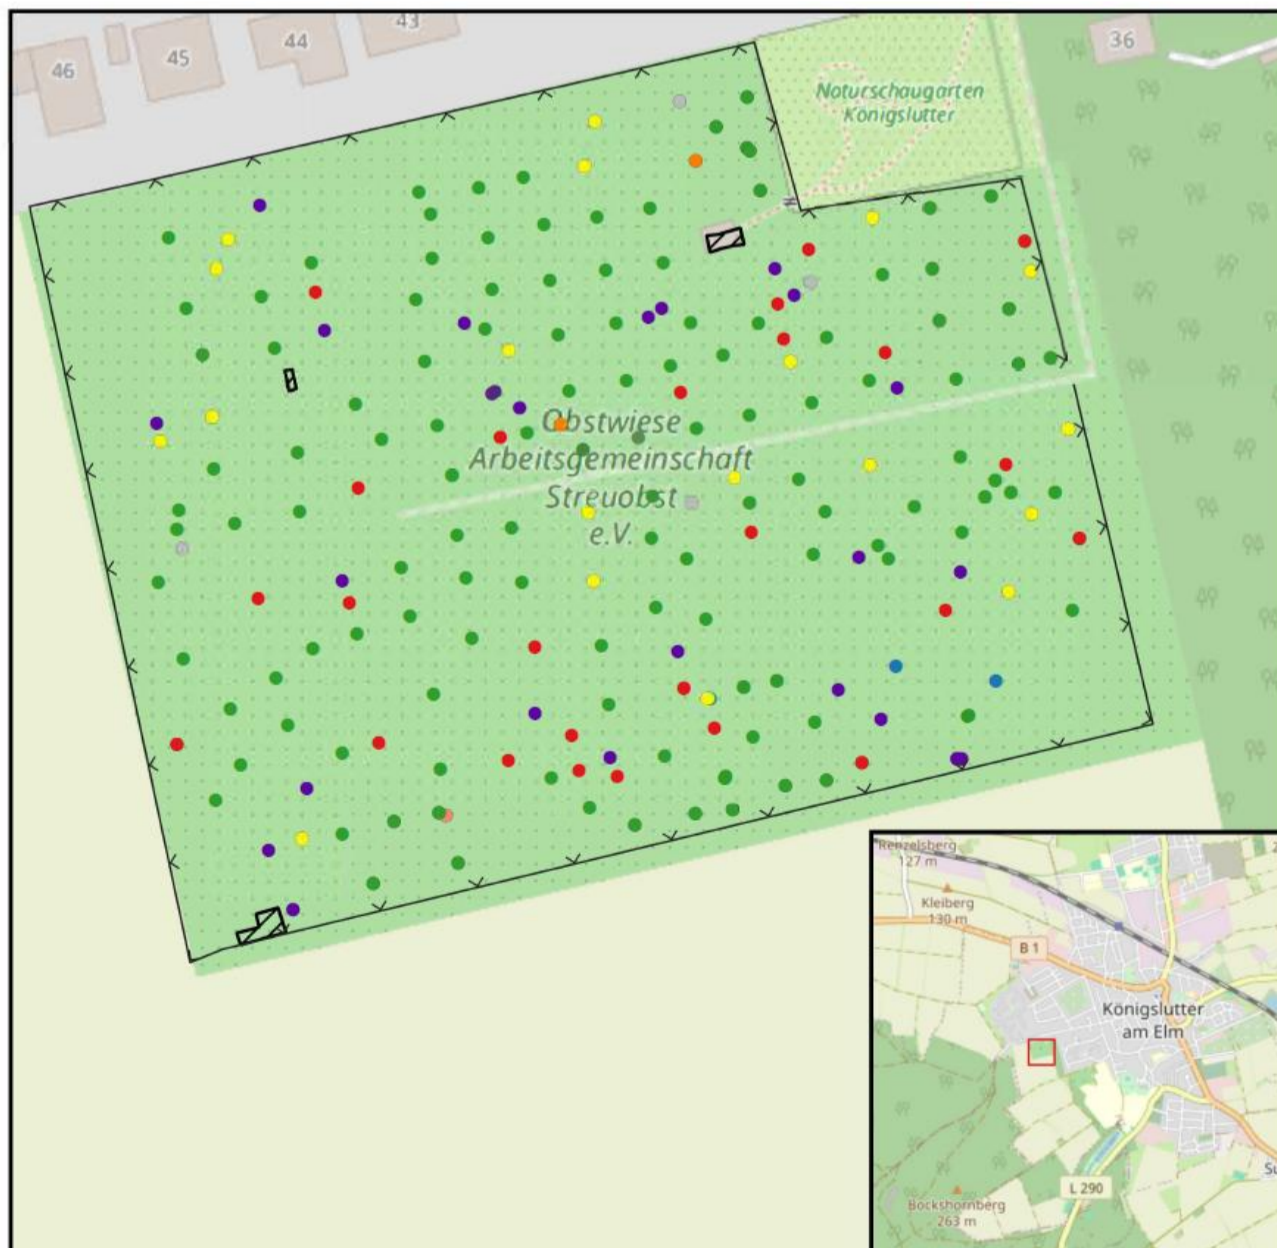 43
44
45
46
36
Naturschaugarten
Königslutter
Obstwiese
Arbeitsgemeinschaft
Streuobst
e.V.
Renzelsberg
127 m
Kleiberg
130 m
B 1
Königslutter
am Elm
L 290
Bockshornberg
263 m